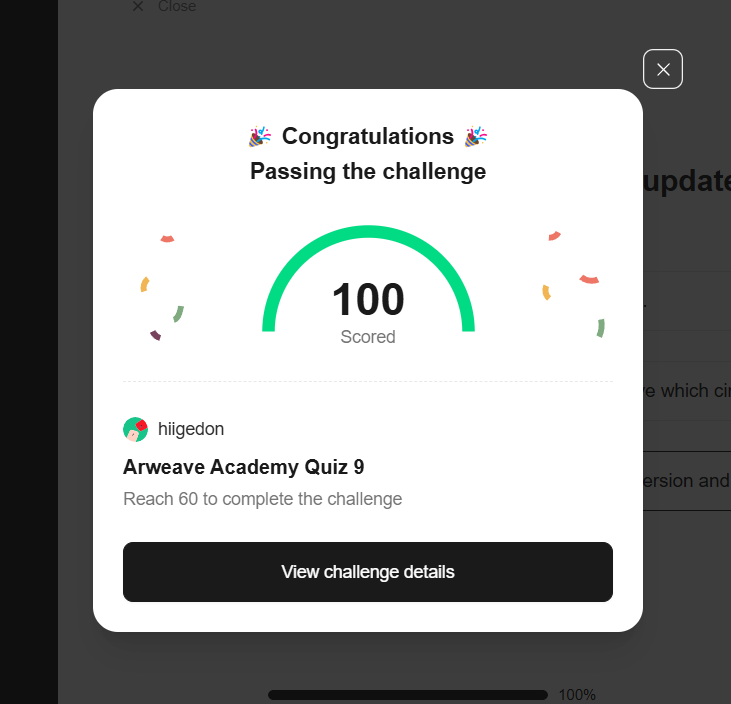 Close
Congratulations
Passing the challenge
update
100
Scored
which
hiigedon
ersion and
Arweave Academy Quiz 9
Reach 60 to complete the challenge
View challenge details
100%